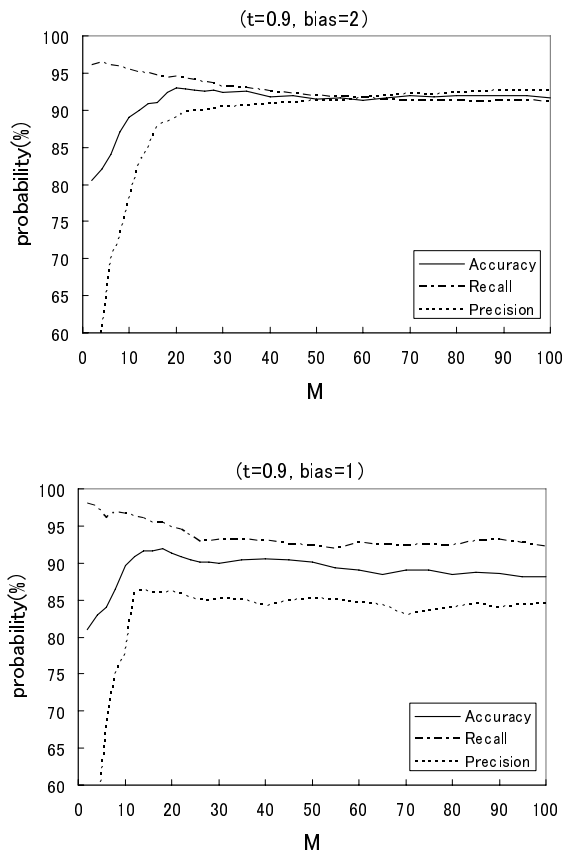 (t=0.9, bias=2)
100
95
90
85
80
75
70
65
60
probability(%)
Accuracy
Recall
Precision
0 10 20 30 40 50 60 70 80 90 100
M
(t=0.9, bias=1)
100
95
90
85
80
75
70
65
60
probability(%)
Accuracy
Recall
Precision
0 10 20 30 40 50 60 70 80 90 100
M